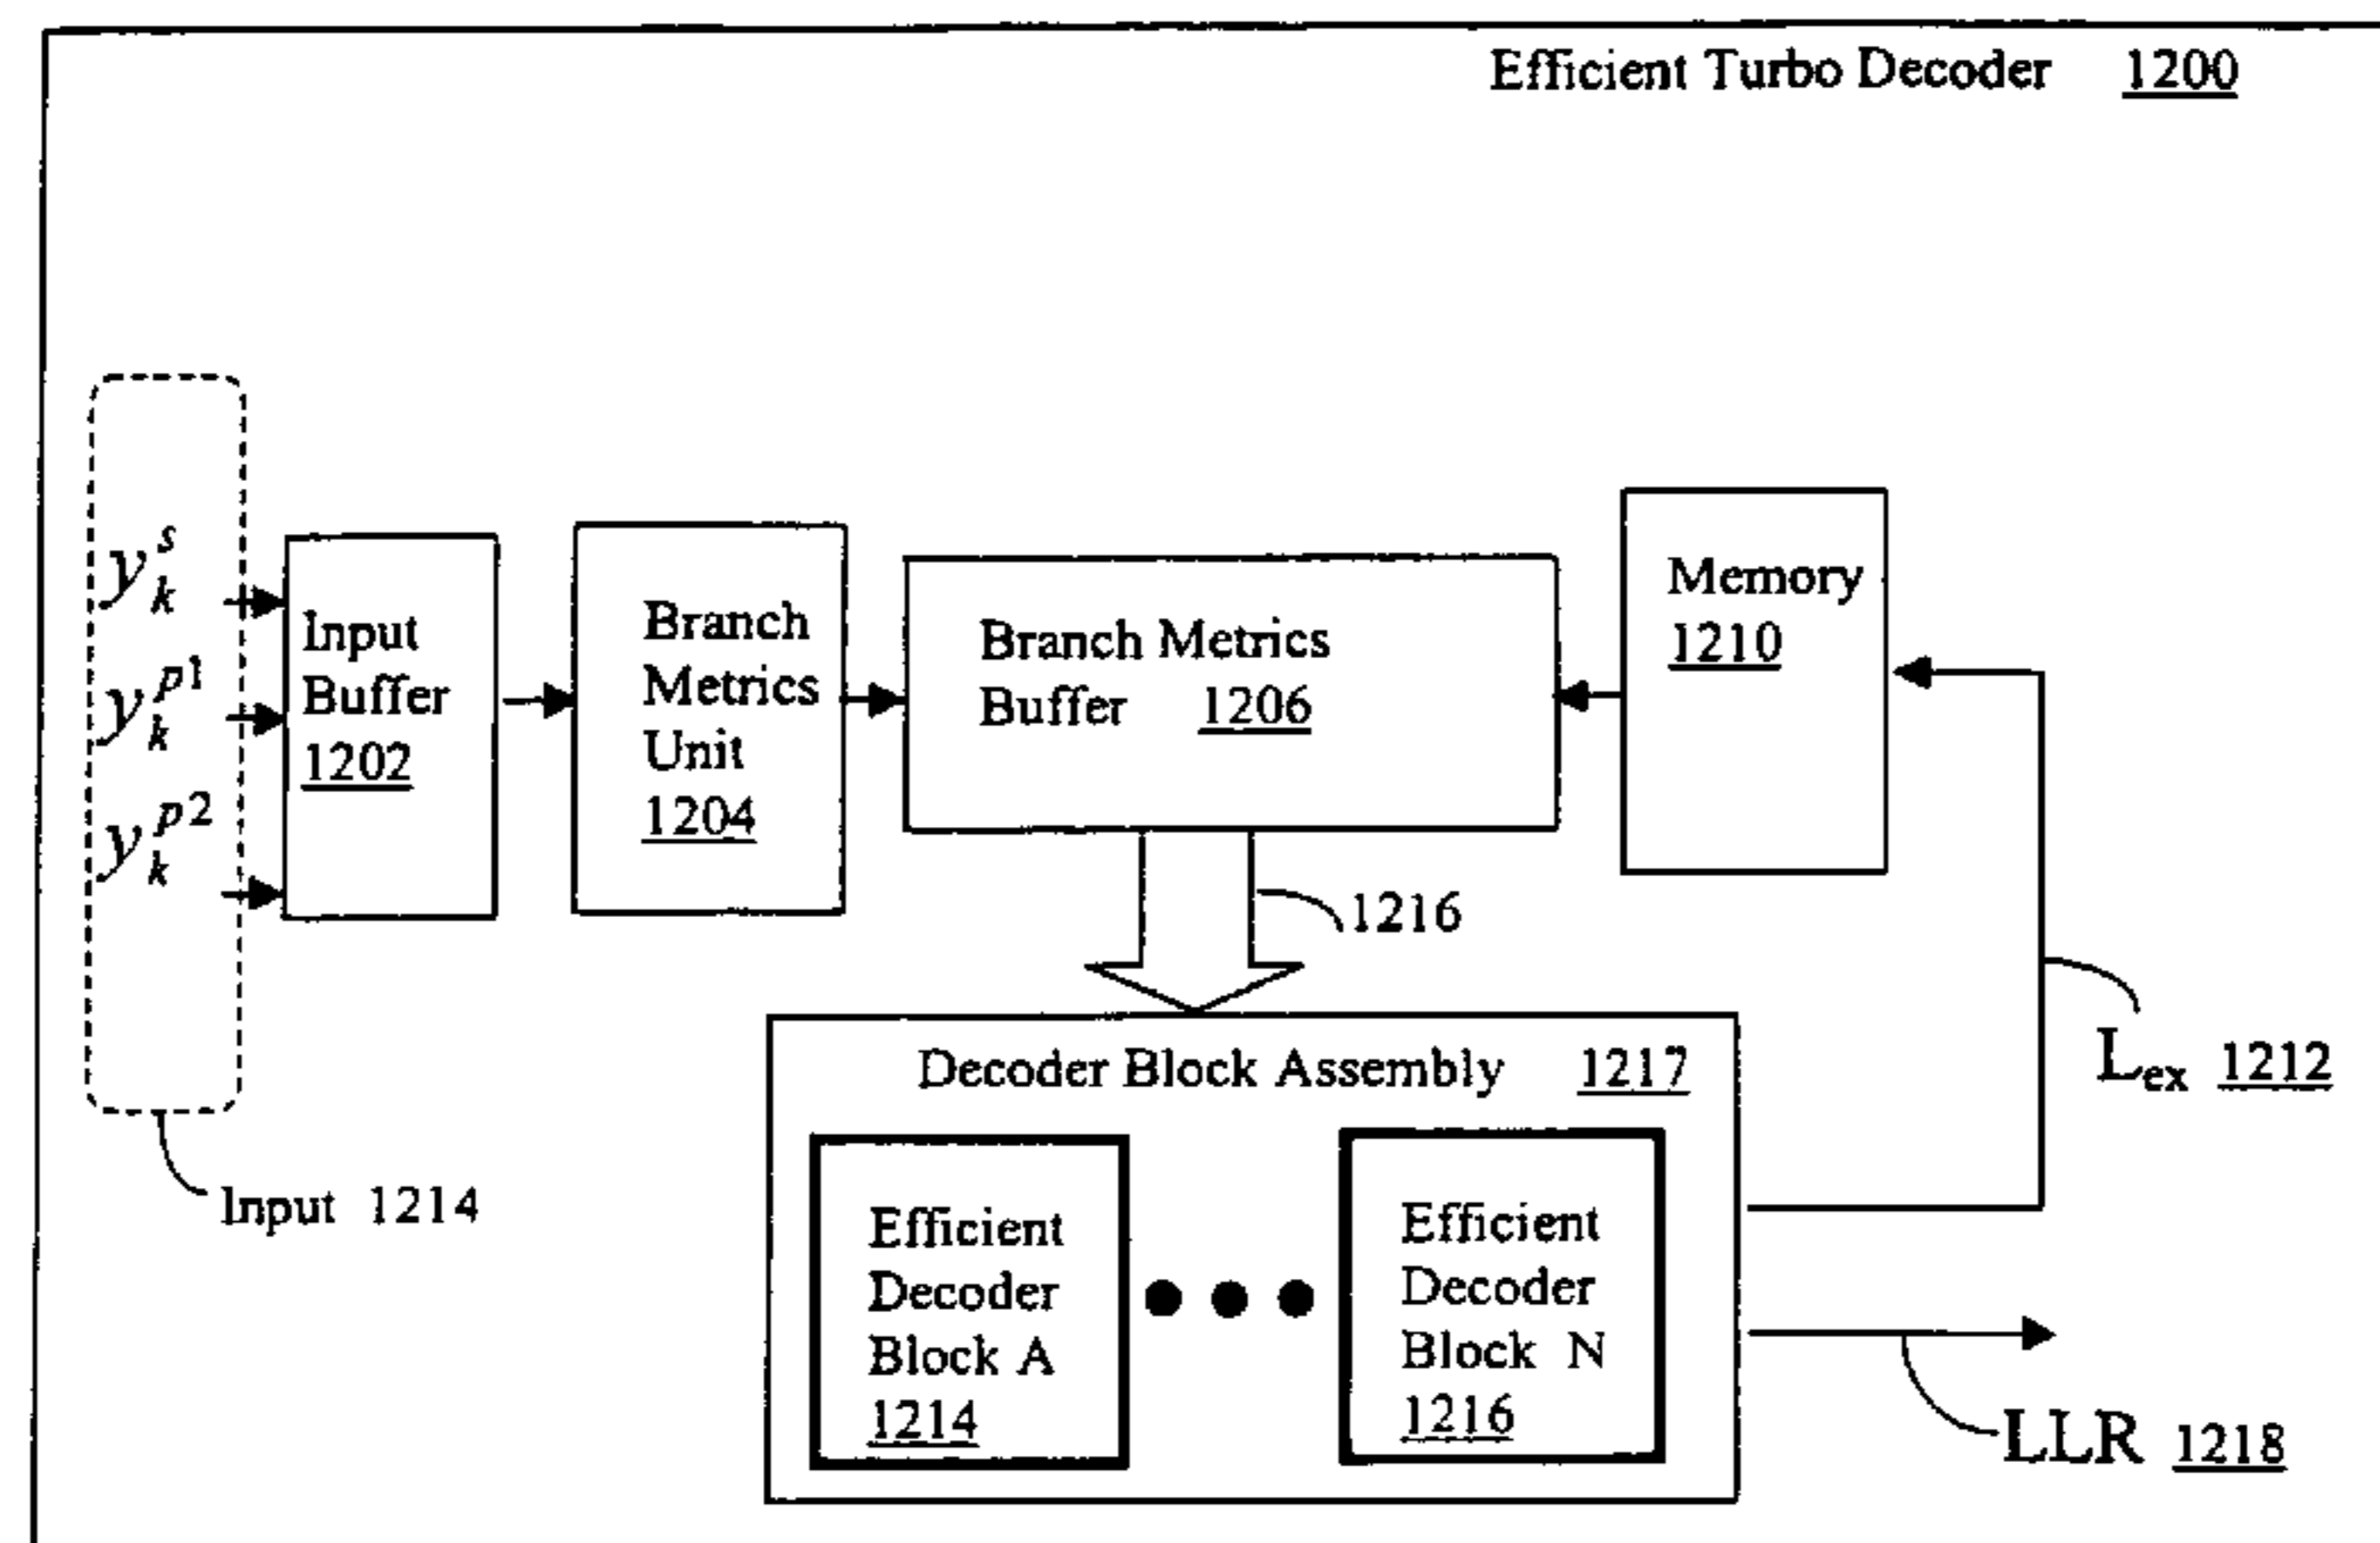 Efficient Turbo Decoder 1200
y_k^s
y_k^{p1}
y_k^{p2}
Input
Buffer
1202
Branch
Metrics
Unit
1204
Branch Metrics
Buffer 1206
Memory
1210
1216
L_ex 1212
Decoder Block Assembly 1217
Input 1214
Efficient
Decoder
Block A
1214
Efficient
Decoder
Block N
1216
LLR 1218